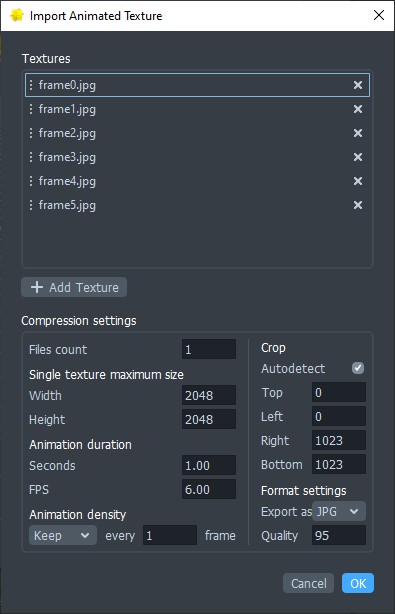 Import Animated Texture
Textures
frame0.jpg
frame1.jpg
frame2.jpg
frame3.jpg
frame4.jpg
frame5.jpg
Add Texture
Compression settings
Files count 1
Single texture maximum size
Width 2048
Height 2048
Animation duration
Seconds 1.00
FPS 6.00
Animation density
Keep every 1 frame
Crop
Autodetect
Top 0
Left 0
Right 1023
Bottom 1023
Format settings
Export as JPG
Quality 95
Cancel OK